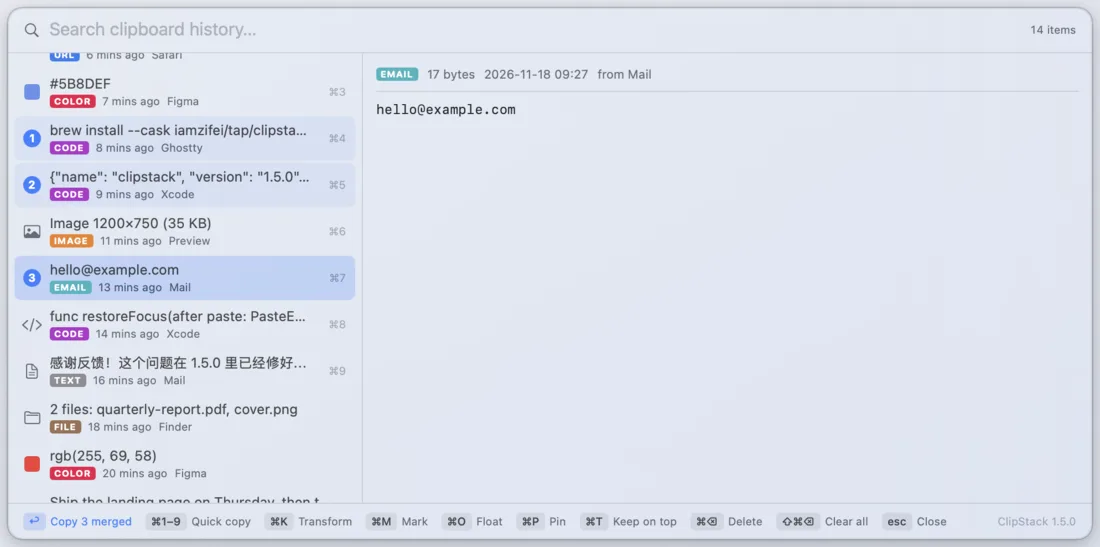 Search clipboard history...
14 items
URL 6 mins ago Safari
#5B8DEF
COLOR 7 mins ago Figma
⌘3
1 brew install --cask iamzifei/tap/clipsta...
CODE 8 mins ago Ghostty
⌘4
2 {"name": "clipstack", "version": "1.5.0"...
CODE 9 mins ago Xcode
⌘5
Image 1200×750 (35 KB)
IMAGE 11 mins ago Preview
⌘6
3 hello@example.com
EMAIL 13 mins ago Mail
⌘7
func restoreFocus(after paste: PasteE...
CODE 14 mins ago Xcode
⌘8
感谢反馈！这个问题在 1.5.0 里已经修好...
TEXT 16 mins ago Mail
⌘9
2 files: quarterly-report.pdf, cover.png
FILE 18 mins ago Finder
rgb(255, 69, 58)
COLOR 20 mins ago Figma
Ship the landing page on Thursday, then t
EMAIL 17 bytes 2026-11-18 09:27 from Mail
hello@example.com
↩ Copy 3 merged ⌘1–9 Quick copy ⌘K Transform ⌘M Mark ⌘O Float ⌘P Pin ⌘T Keep on top ⌘⌫ Delete ⇧⌘⌫ Clear all esc Close ClipStack 1.5.0